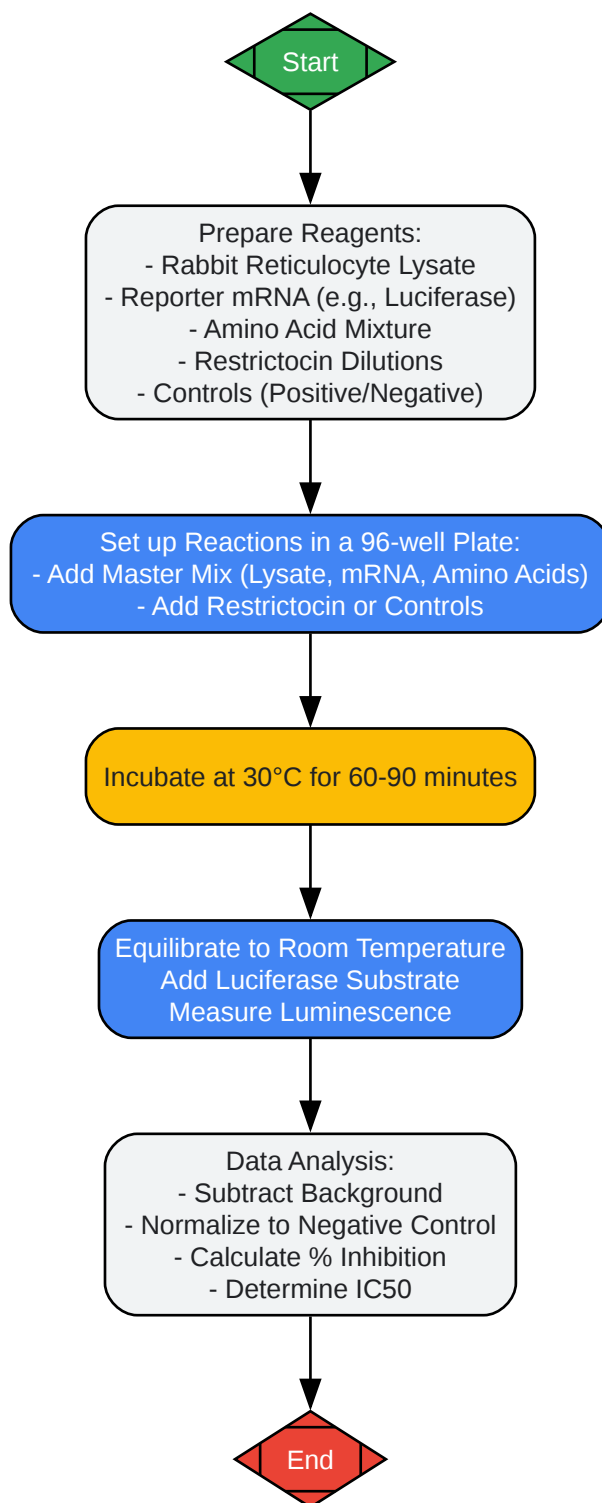 Start
Prepare Reagents:
- Rabbit Reticulocyte Lysate
- Reporter mRNA (e.g., Luciferase)
- Amino Acid Mixture
- Restrictocin Dilutions
- Controls (Positive/Negative)
Set up Reactions in a 96-well Plate:
- Add Master Mix (Lysate, mRNA, Amino Acids)
- Add Restrictocin or Controls
Incubate at 30°C for 60-90 minutes
Equilibrate to Room Temperature
Add Luciferase Substrate
Measure Luminescence
Data Analysis:
- Subtract Background
- Normalize to Negative Control
- Calculate % Inhibition
- Determine IC50
End